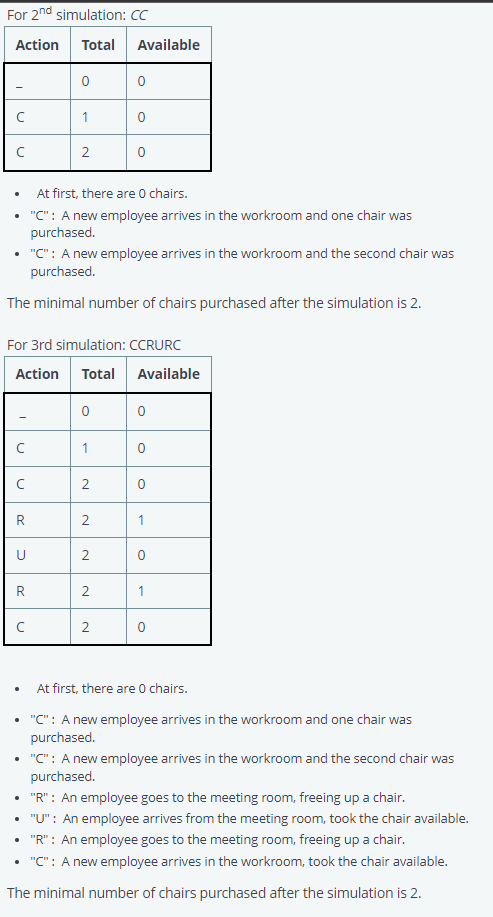 For 2nd simulation: CC
Action Total Available
_ 0 0
C 1 0
C 2 0
• At first, there are 0 chairs.
• "C" : A new employee arrives in the workroom and one chair was
purchased.
• "C" : A new employee arrives in the workroom and the second chair was
purchased.
The minimal number of chairs purchased after the simulation is 2.
For 3rd simulation: CCRURC
Action Total Available
_ 0 0
C 1 0
C 2 0
R 2 1
U 2 0
R 2 1
C 2 0
• At first, there are 0 chairs.
• "C" : A new employee arrives in the workroom and one chair was
purchased.
• "C" : A new employee arrives in the workroom and the second chair was
purchased.
• "R" : An employee goes to the meeting room, freeing up a chair.
• "U" : An employee arrives from the meeting room, took the chair available.
• "R" : An employee goes to the meeting room, freeing up a chair.
• "C" : A new employee arrives in the workroom, took the chair available.
The minimal number of chairs purchased after the simulation is 2.